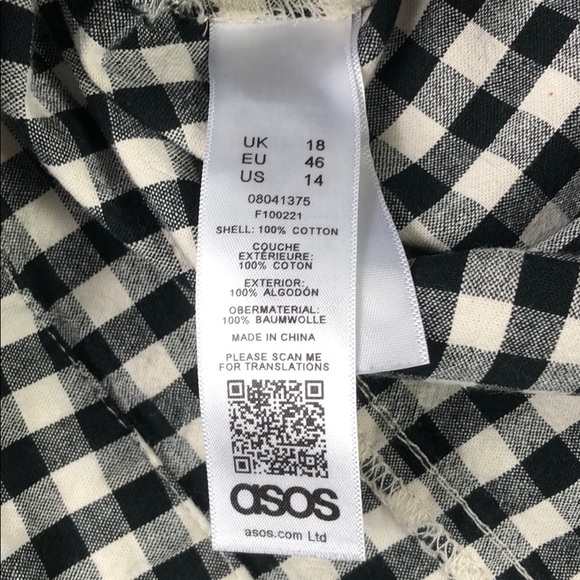 UK 18
EU 46
US 14
08041375
F100221
SHELL: 100% COTTON
COUCHE
EXTÉRIEURE:
100% COTON
EXTERIOR:
100% ALGODÓN
OBERMATERIAL:
100% BAUMWOLLE
MADE IN CHINA
PLEASE SCAN ME
FOR TRANSLATIONS
asos
asos.com Ltd